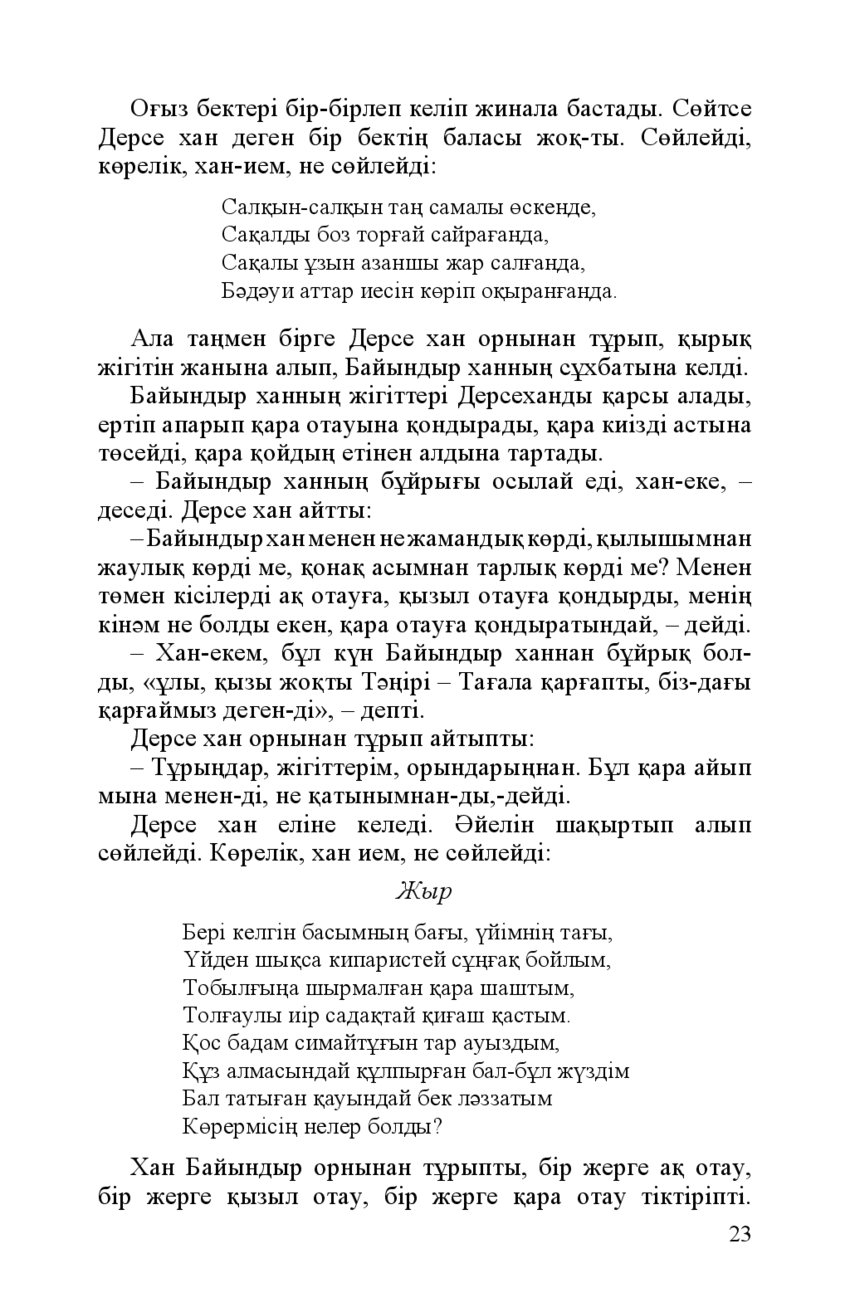 Оғыз бектері бір-бірлеп келіп жинала бастады. Сөйтсе
Дерсе хан деген бір бектің баласы жоқ-ты. Сөйлейді,
көрелік, хан-ием, не сөйлейді:
Салқын-салқын таң самалы өскенде,
Сақалды боз торғай сайрағанда,
Сақалы ұзын азаншы жар салғанда,
Бәдәуи аттар иесін көріп оқыранғанда.
Ала таңмен бірге Дерсе хан орнынан тұрып, қырық
жігітін жанына алып, Байындыр ханның сұхбатына келді.
Байындыр ханның жігіттері Дерсеханды қарсы алады,
ертіп апарып қара отауына қондырады, қара киізді астына
төсейді, қара қойдың етінен алдына тартады.
– Байындыр ханның бұйрығы осылай еді, хан-еке, –
деседі. Дерсе хан айтты:
– Байындыр хан менен не жамандық көрді, қылышымнан
жаулық көрді ме, қонақ асымнан тарлық көрді ме? Менен
төмен кісілерді ақ отауға, қызыл отауға қондырды, менің
кінәм не болды екен, қара отауға қондыратындай, – дейді.
– Хан-екем, бұл күн Байындыр ханнан бұйрық бол-
ды, «ұлы, қызы жоқты Тәңірі – Тағала қарғапты, біз-дағы
қарғаймыз деген-ді», – депті.
Дерсе хан орнынан тұрып айтыпты:
– Тұрыңдар, жігіттерім, орындарыңнан. Бұл қара айып
мына менен-ді, не қатынымнан-ды,-дейді.
Дерсе хан еліне келеді. Әйелін шақыртып алып
сөйлейді. Көрелік, хан ием, не сөйлейді:
Жыр
Бері келгін басымның бағы, үйімнің тағы,
Үйден шықса кипаристей сұңғақ бойлым,
Тобылғыңа шырмалған қара шаштым,
Толғаулы иір садақтай қиғаш қастым.
Қос бадам симайтұғын тар ауыздым,
Құз алмасындай құлпырған бал-бұл жүздім
Бал татыған қауындай бек ләззатым
Көрермісің нелер болды?
Хан Байындыр орнынан тұрыпты, бір жерге ақ отау,
бір жерге қызыл отау, бір жерге қара отау тіктіріпті.
23